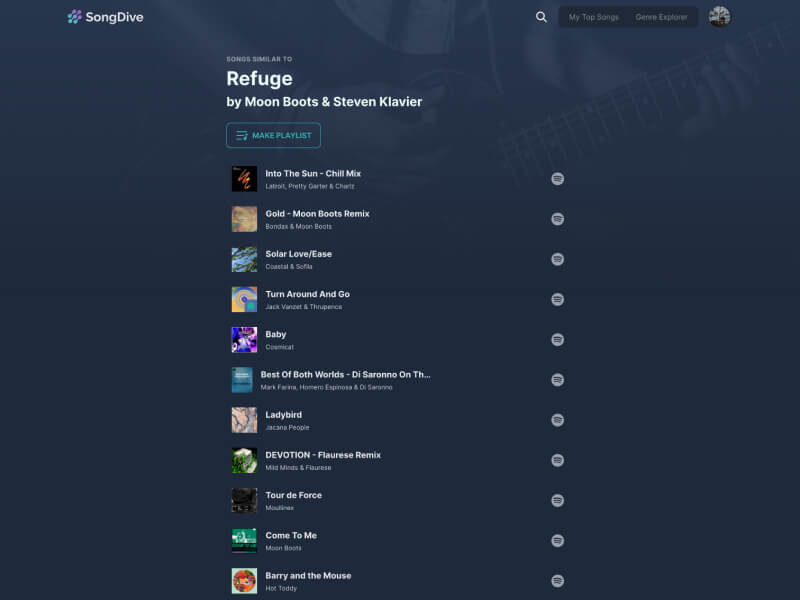 SongDive
My Top Songs
Genre Explorer
SONGS SIMILAR TO
Refuge
by Moon Boots & Steven Klavier
MAKE PLAYLIST
Into The Sun - Chill Mix
Latroit, Pretty Garter & Charlz
Gold - Moon Boots Remix
Bondax & Moon Boots
Solar Love/Ease
Coastal & Sofila
Turn Around And Go
Jack Vanzet & Thrupence
Baby
Cosmicat
Best Of Both Worlds - Di Saronno On Th...
Mark Farina, Homero Espinosa & Di Saronno
Ladybird
Jacana People
DEVOTION - Flaurese Remix
Mild Minds & Flaurese
Tour de Force
Moullinex
Come To Me
Moon Boots
Barry and the Mouse
Hot Toddy